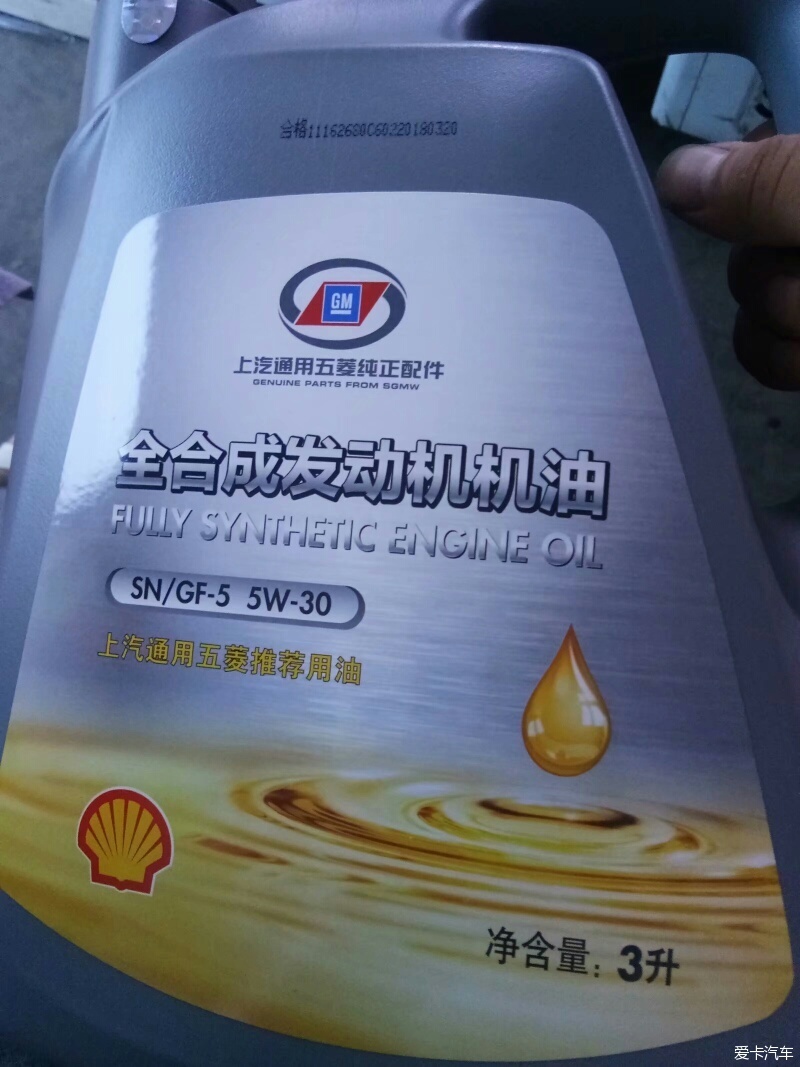 合格11162680C60220180320
GM
上汽通用五菱纯正配件
GENUINE PARTS FROM SGMW
全合成发动机机油
FULLY SYNTHETIC ENGINE OIL
SN/GF-5 5W-30
上汽通用五菱推荐用油
净含量：3升
爱卡汽车